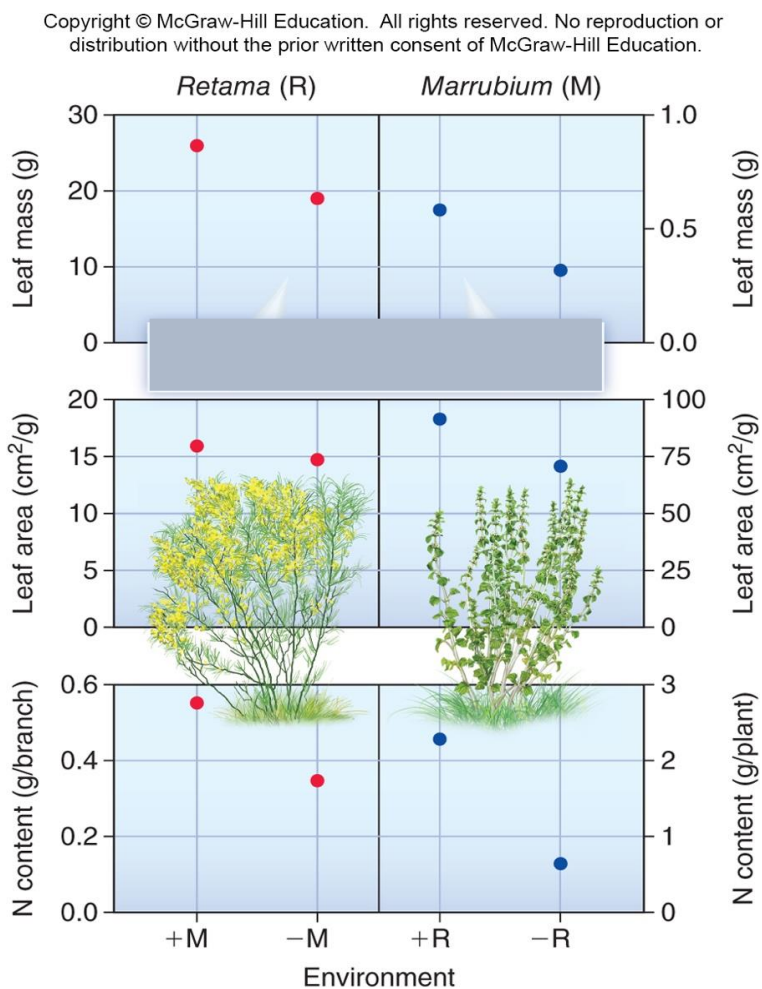 Copyright © McGraw-Hill Education.  All rights reserved. No reproduction or
distribution without the prior written consent of McGraw-Hill Education.
Retama (R)
Marrubium (M)
Leaf mass (g)
30
20
10
0
1.0
0.5
0.0
Leaf mass (g)
Leaf area (cm²/g)
20
15
10
5
0
100
75
50
25
0
Leaf area (cm²/g)
N content (g/branch)
0.6
0.4
0.2
0.0
3
2
1
0
N content (g/plant)
+M
−M
+R
−R
Environment